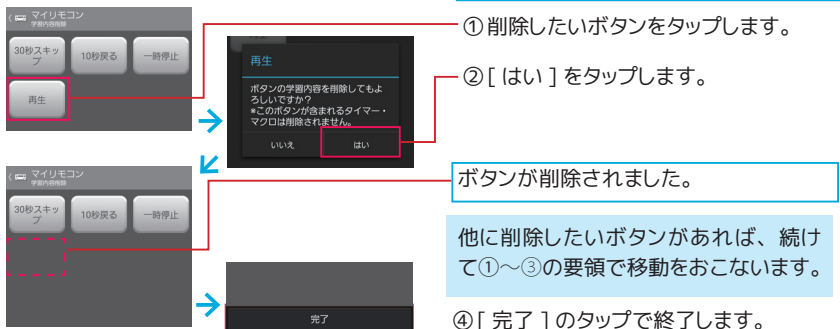 マイリモコン
学習内容削除
30秒スキッ
プ
10秒戻る
一時停止
再生
①削除したいボタンをタップします。
再生
ボタンの学習内容を削除してもよ
ろしいですか？
*このボタンが含まれるタイマー・
マクロは削除されません。
いいえ
はい
②[ はい ] をタップします。
マイリモコン
学習内容削除
30秒スキッ
プ
10秒戻る
一時停止
ボタンが削除されました。
他に削除したいボタンがあれば、続け
て①～③の要領で移動をおこないます。
完了
④[ 完了 ] のタップで終了します。